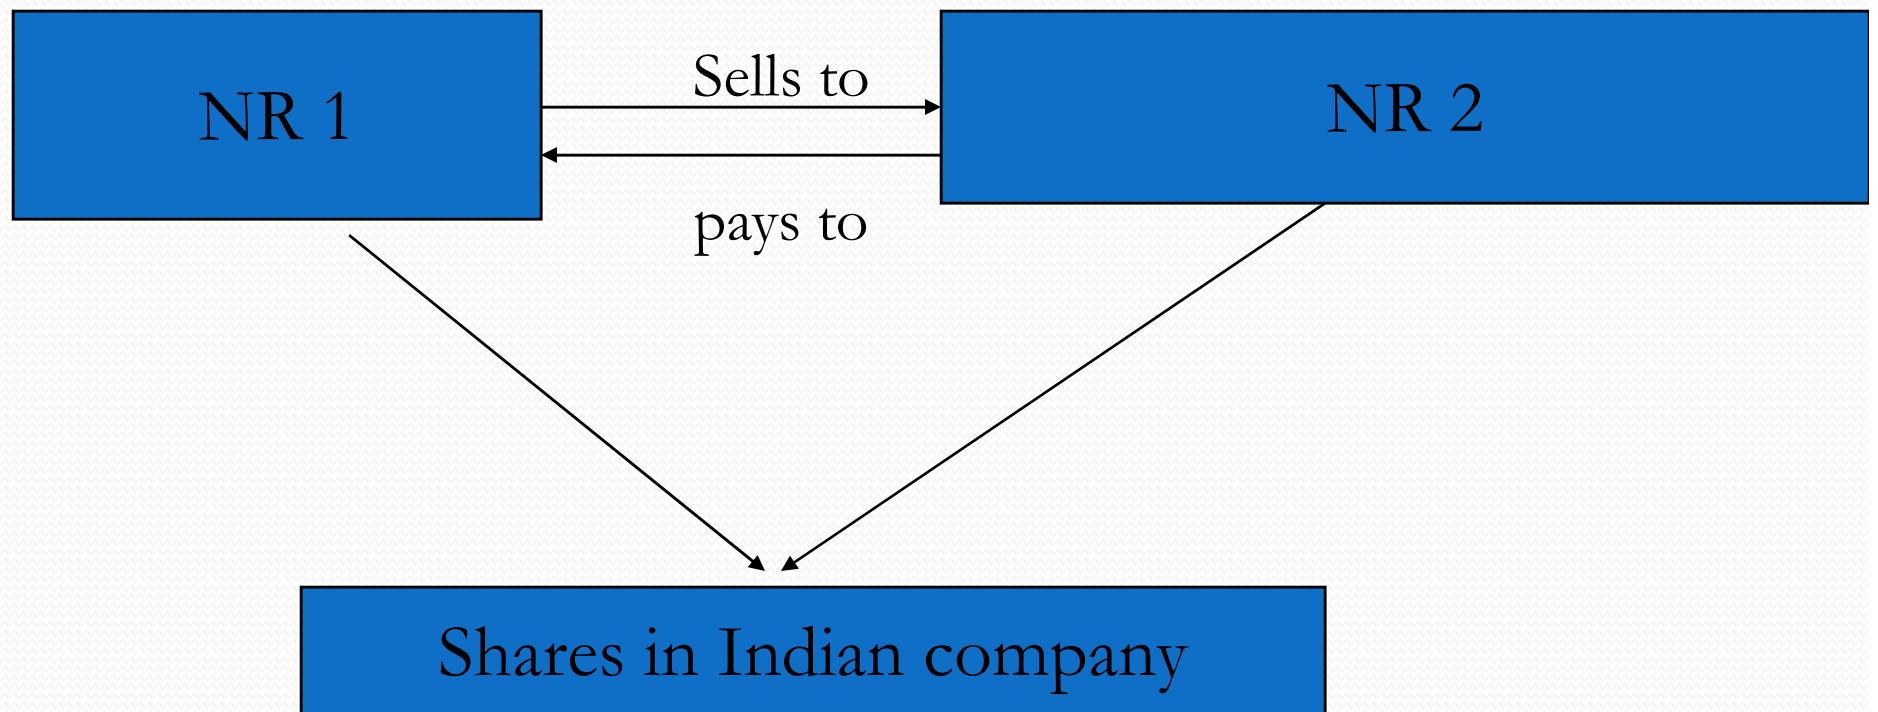 NR 1
Sells to
NR 2
pays to
Shares in Indian company